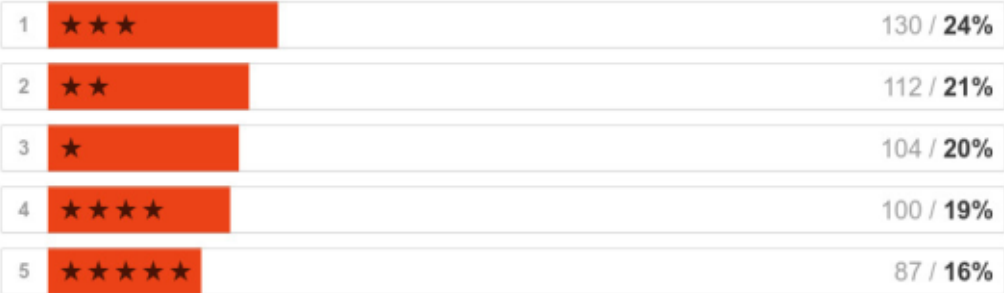 1 ★★★ 130 / 24%
2 ★★ 112 / 21%
3 ★ 104 / 20%
4 ★★★★ 100 / 19%
5 ★★★★★ 87 / 16%